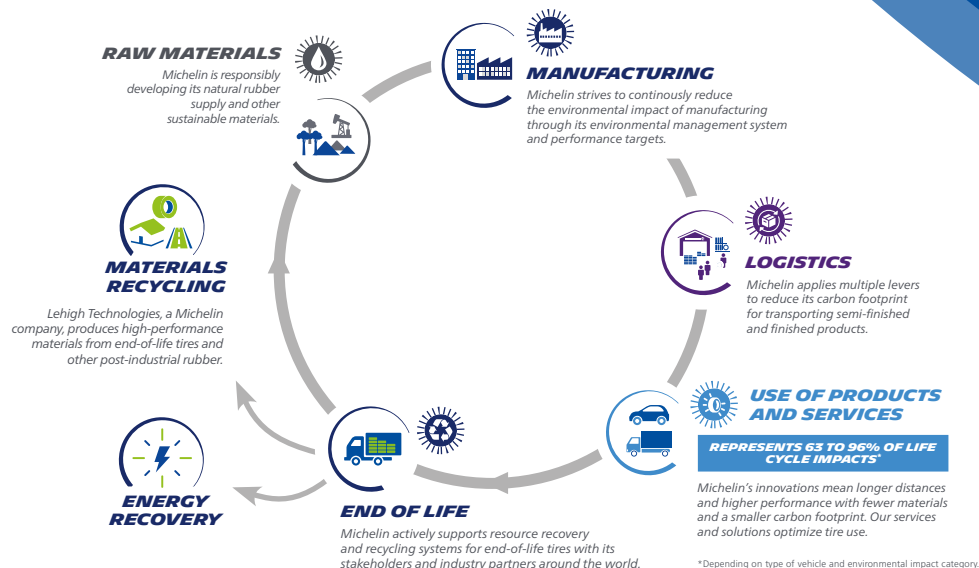 RAW MATERIALS
Michelin is responsibly
developing its natural rubber
supply and other
sustainable materials.
MANUFACTURING
Michelin strives to continously reduce
the environmental impact of manufacturing
through its environmental management system
and performance targets.
LOGISTICS
Michelin applies multiple levers
to reduce its carbon footprint
for transporting semi-finished
and finished products.
USE OF PRODUCTS
AND SERVICES
REPRESENTS 63 TO 96% OF LIFE
CYCLE IMPACTS*
Michelin's innovations mean longer distances
and higher performance with fewer materials
and a smaller carbon footprint. Our services
and solutions optimize tire use.
*Depending on type of vehicle and environmental impact category.
END OF LIFE
Michelin actively supports resource recovery
and recycling systems for end-of-life tires with its
stakeholders and industry partners around the world.
MATERIALS
RECYCLING
Lehigh Technologies, a Michelin
company, produces high-performance
materials from end-of-life tires and
other post-industrial rubber.
ENERGY
RECOVERY